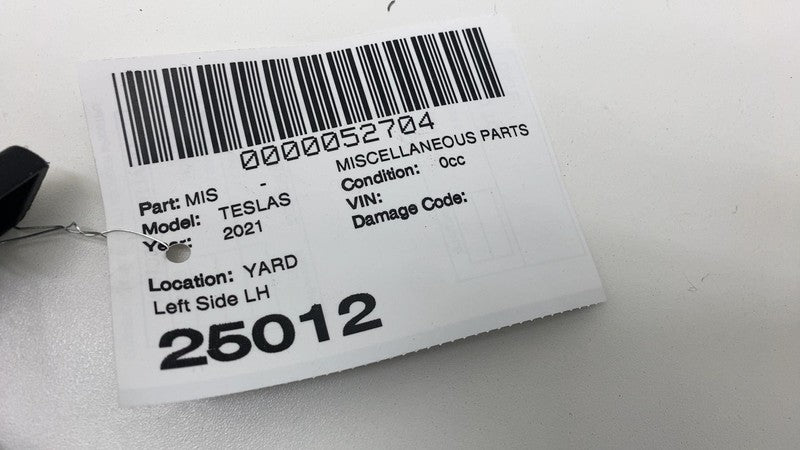 0000052704
Part: MIS - MISCELLANEOUS PARTS
Model: TESLAS Condition: 0cc
Year: 2021 VIN:
Damage Code:
Location: YARD
Left Side LH
25012